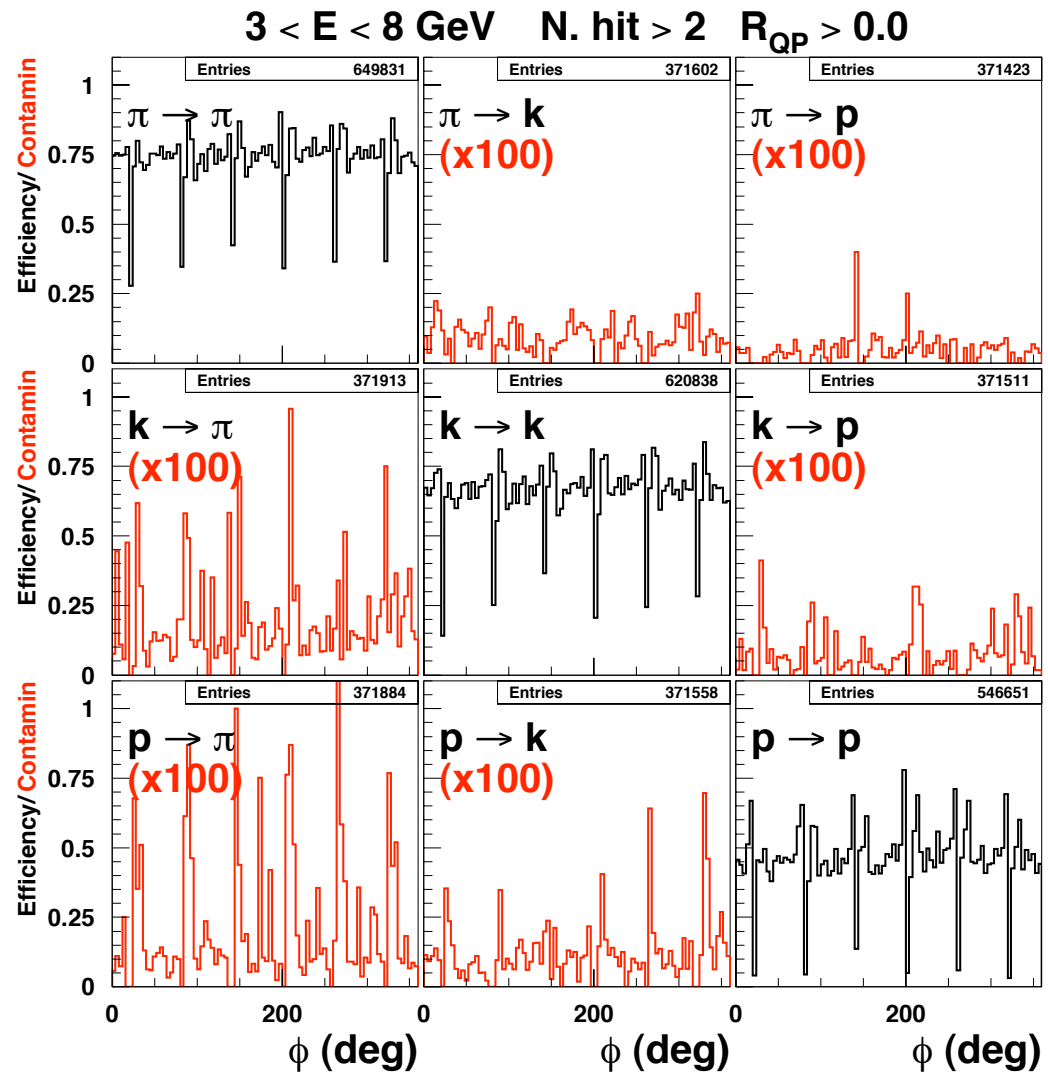 3 < E < 8 GeV N. hit > 2 R_QP > 0.0
Entries 649831
Entries 371602
Entries 371423
π → π
π → k
(x100)
π → p
(x100)
Efficiency/Contamin
1
0.75
0.5
0.25
0
Entries 371913
Entries 620838
Entries 371511
k → π
(x100)
k → k
k → p
(x100)
Efficiency/Contamin
1
0.75
0.5
0.25
0
Entries 371884
Entries 371558
Entries 546651
p → π
(x100)
p → k
(x100)
p → p
Efficiency/Contamin
1
0.75
0.5
0.25
0
0 200 0 200 0 200
ϕ (deg) ϕ (deg) ϕ (deg)